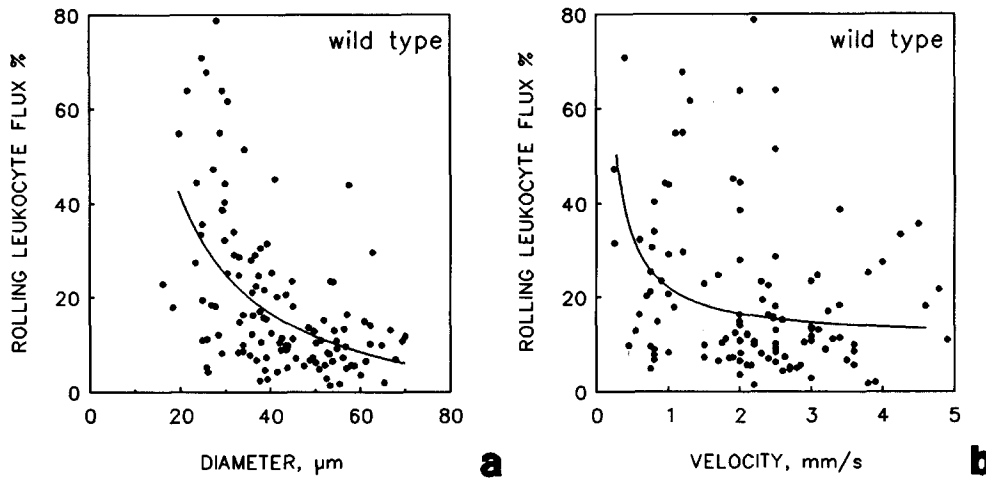 ROLLING LEUKOCYTE FLUX %
80
60
40
20
0
wild type
0 20 40 60 80
DIAMETER, µm
a
ROLLING LEUKOCYTE FLUX %
80
60
40
20
0
wild type
0 1 2 3 4 5
VELOCITY, mm/s
b